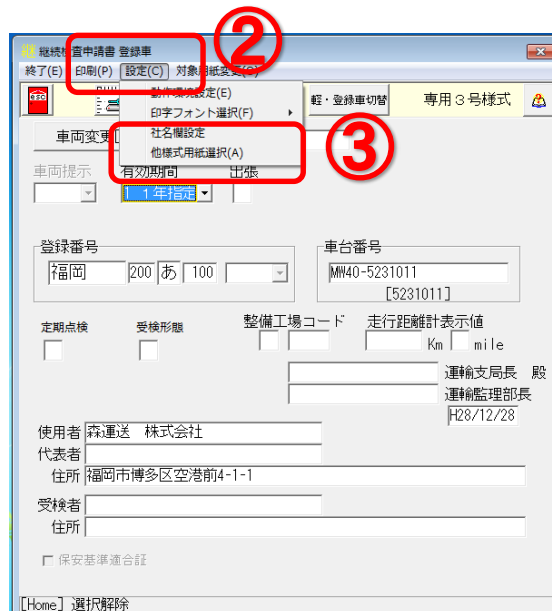 ②
継続検査申請書 登録車
終了(E) 印刷(P) 設定(C) 対象用紙変更(O)
esc 動作環境設定(E) 軽・登録車切替 専用3号様式
印字フォント選択(F)
車両変更 社名欄設定
他様式用紙選択(A)
③
車両提示 有効期間 出張
1 1年指定
登録番号 車台番号
福岡 200 あ 100 MW40-5231011
[5231011]
定期点検 受検形態 整備工場コード 走行距離計表示値
Km mile
運輸支局長 殿
運輸監理部長
H28/12/28
使用者 森運送 株式会社
代表者
住所 福岡市博多区空港前4-1-1
受検者
住所
保安基準適合証
[Home] 選択解除